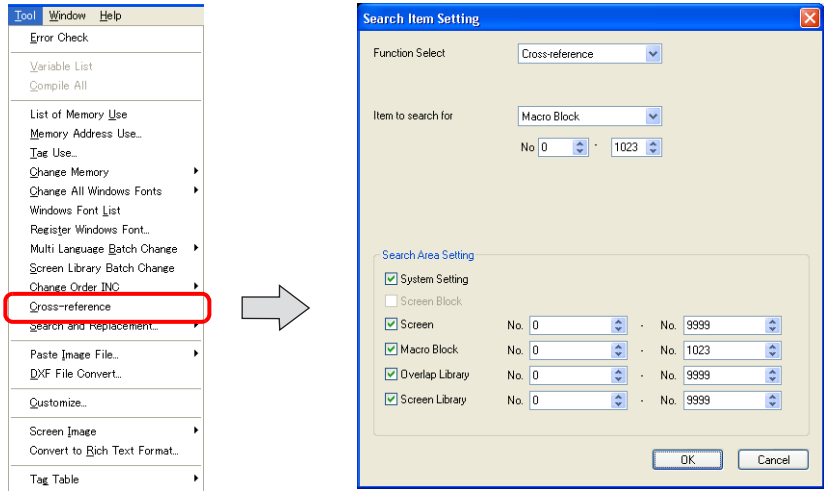 Tool Window Help
Error Check
Variable List
Compile All
List of Memory Use
Memory Address Use...
Tag Use...
Change Memory
Change All Windows Fonts
Windows Font List
Register Windows Font...
Multi Language Batch Change
Screen Library Batch Change
Change Order INC
Cross-reference
Search and Replacement...
Paste Image File...
DXF File Convert...
Customize...
Screen Image
Convert to Rich Text Format...
Tag Table
Search Item Setting
Function Select Cross-reference
Item to search for Macro Block
No 0 - 1023
Search Area Setting
System Setting
Screen Block
Screen No. 0 - No. 9999
Macro Block No. 0 - No. 1023
Overlap Library No. 0 - No. 9999
Screen Library No. 0 - No. 9999
OK Cancel